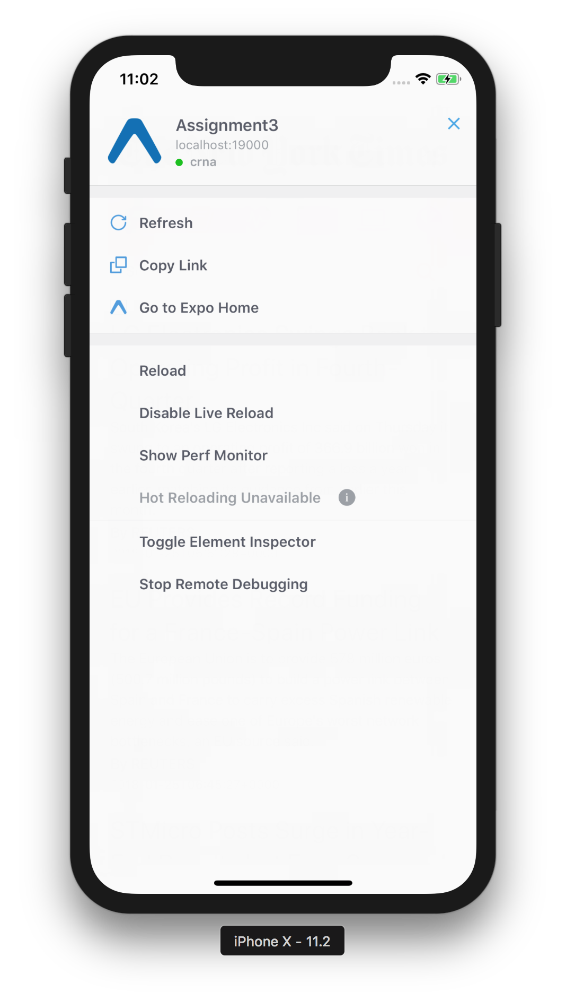 11:02
Assignment3
localhost:19000
crna
Refresh
Copy Link
Go to Expo Home
Reload
Disable Live Reload
Show Perf Monitor
Hot Reloading Unavailable i
Toggle Element Inspector
Stop Remote Debugging
iPhone X - 11.2